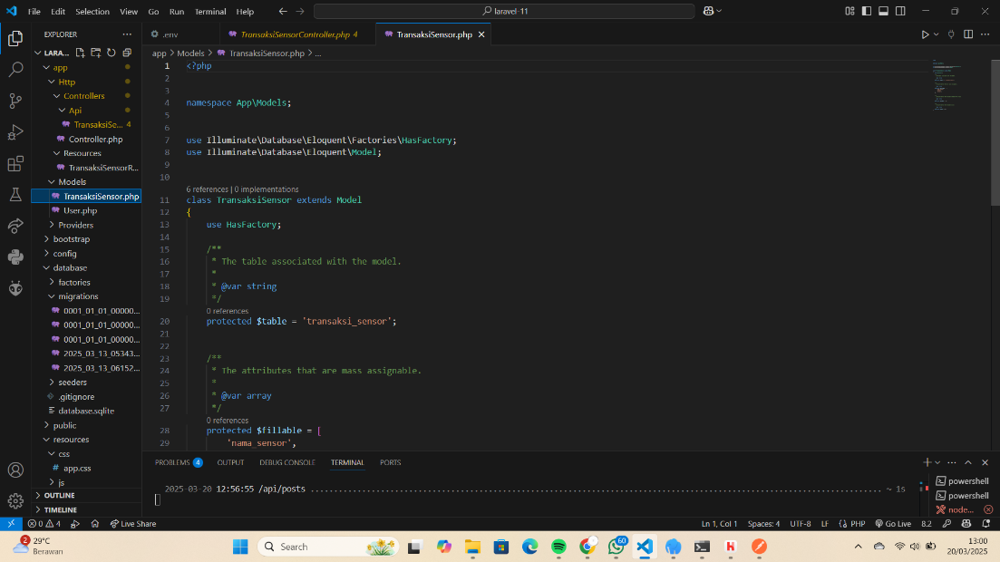 File Edit Selection View Go Run Terminal Help
laravel-11
EXPLORER
LARA...
app
Http
Controllers
Api
TransaksiSe... 4
Controller.php
Resources
TransaksiSensorR...
Models
TransaksiSensor.php
User.php
Providers
bootstrap
config
database
factories
migrations
0001_01_01_00000...
0001_01_01_00000...
0001_01_01_00000...
2025_03_13_05343...
2025_03_13_06152...
seeders
.gitignore
database.sqlite
public
resources
css
app.css
js
OUTLINE
TIMELINE
.env
TransaksiSensorController.php 4
TransaksiSensor.php
app > Models > TransaksiSensor.php > ...
1 <?php
2
3
4 namespace App\Models;
5
6
7 use Illuminate\Database\Eloquent\Factories\HasFactory;
8 use Illuminate\Database\Eloquent\Model;
9
10
6 references | 0 implementations
11 class TransaksiSensor extends Model
12 {
13 use HasFactory;
14
15 /**
16 * The table associated with the model.
17 *
18 * @var string
19 */
0 references
20 protected $table = 'transaksi_sensor';
21
22
23 /**
24 * The attributes that are mass assignable.
25 *
26 * @var array
27 */
0 references
28 protected $fillable = [
29 'nama_sensor',
PROBLEMS 4 OUTPUT DEBUG CONSOLE TERMINAL PORTS
2025-03-20 12:56:55 /api/posts ................ ~ 1s
powershell
powershell
node...
0 4
Live Share
Ln 1, Col 1 Spaces: 4 UTF-8 LF PHP Go Live 8.2
2
29°C
Berawan
Search
60
13:00
20/03/2025